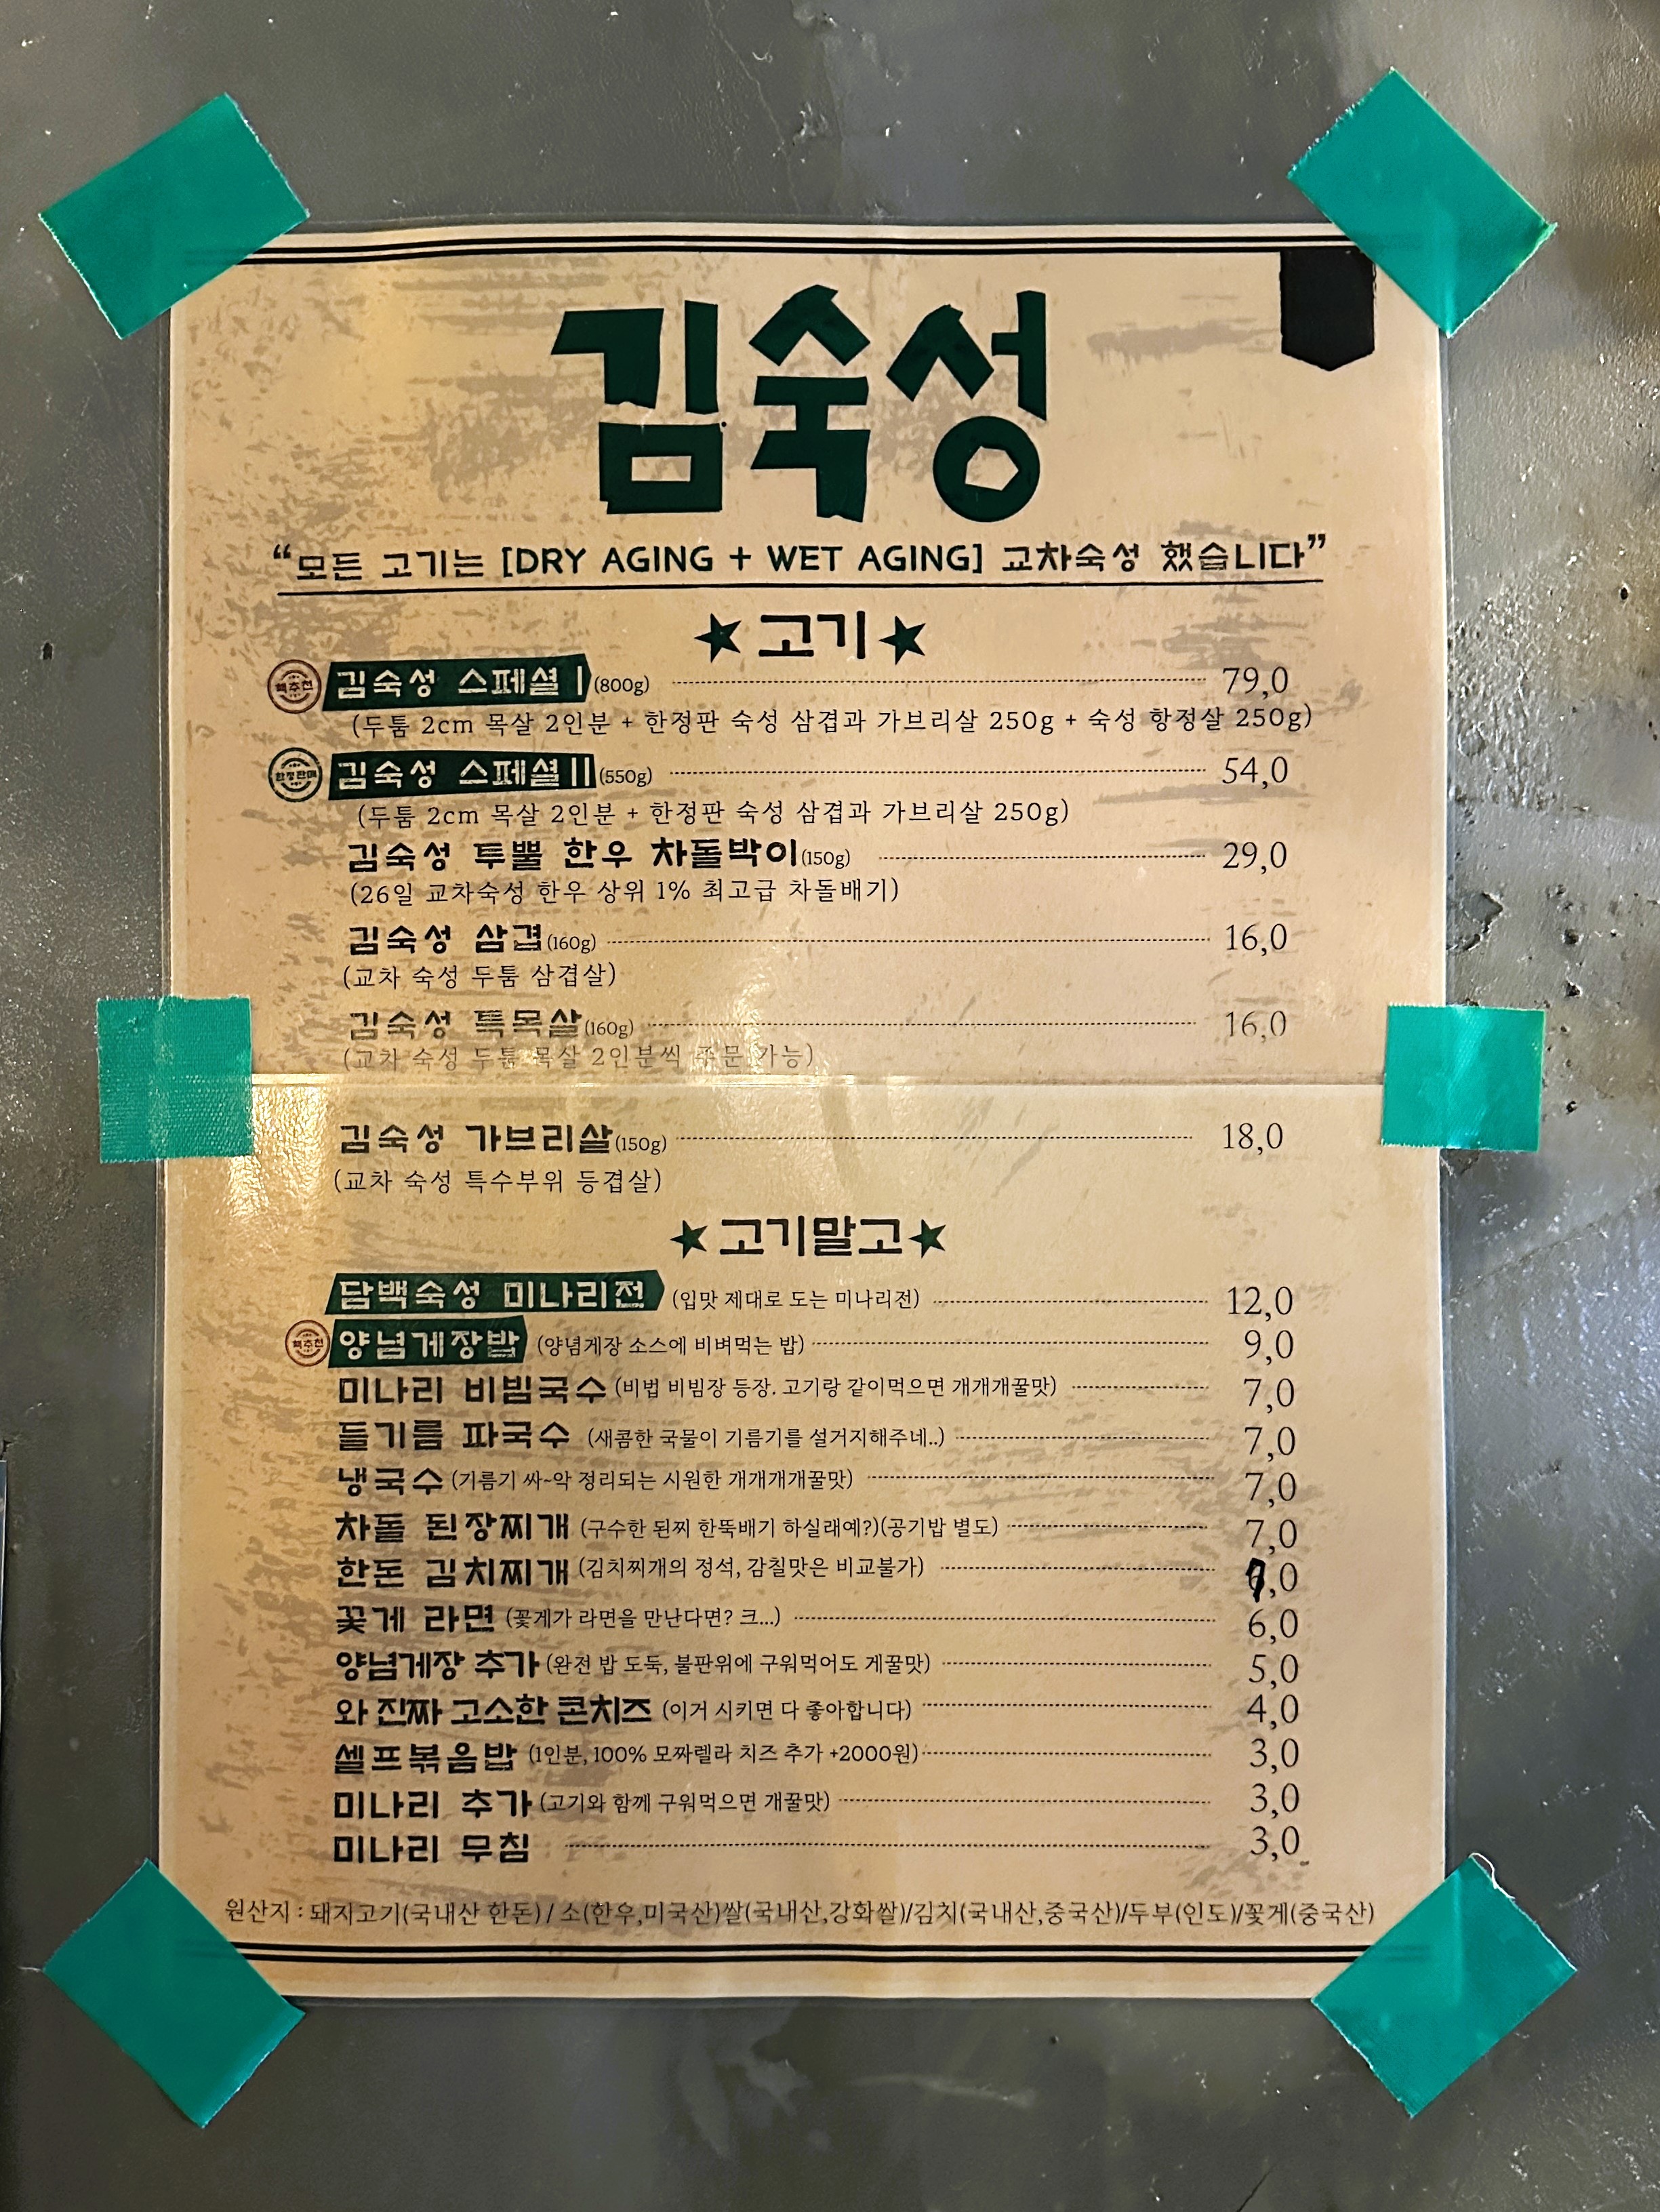 김숙성
“모든 고기는 [DRY AGING + WET AGING] 교차숙성 했습니다”
★고기★
핵추천 김숙성 스페셜 I (800g) 79,0
(두툼 2cm 목살 2인분 + 한정판 숙성 삼겹과 가브리살 250g + 숙성 항정살 250g)
한정판매 김숙성 스페셜 II (550g) 54,0
(두툼 2cm 목살 2인분 + 한정판 숙성 삼겹과 가브리살 250g)
김숙성 투뿔 한우 차돌박이(150g) 29,0
(26일 교차숙성 한우 상위 1% 최고급 차돌배기)
김숙성 삼겹(160g) 16,0
(교차 숙성 두툼 삼겹살)
김숙성 특목살(160g) 16,0
(교차 숙성 두툼 목살 2인분씩 주문 가능)
김숙성 가브리살(150g) 18,0
(교차 숙성 특수부위 등겹살)
★고기말고★
담백숙성 미나리전 (입맛 제대로 도는 미나리전) 12,0
핵추천 양념게장밥 (양념게장 소스에 비벼먹는 밥) 9,0
미나리 비빔국수 (비법 비빔장 등장. 고기랑 같이먹으면 개개개꿀맛) 7,0
들기름 파국수 (새콤한 국물이 기름기를 설거지해주네..) 7,0
냉국수 (기름기 싸~악 정리되는 시원한 개개개개꿀맛) 7,0
차돌 된장찌개 (구수한 된찌 한뚝배기 하실래예?)(공기밥 별도) 7,0
한돈 김치찌개 (김치찌개의 정석, 감칠맛은 비교불가) 7,0
꽃게 라면 (꽃게가 라면을 만난다면? 크...) 6,0
양념게장 추가 (완전 밥 도둑, 불판위에 구워먹어도 게꿀맛) 5,0
와 진짜 고소한 콘치즈 (이거 시키면 다 좋아합니다) 4,0
셀프볶음밥 (1인분, 100% 모짜렐라 치즈 추가 +2000원) 3,0
미나리 추가 (고기와 함께 구워먹으면 개꿀맛) 3,0
미나리 무침 3,0
원산지 : 돼지고기(국내산 한돈) / 소(한우,미국산)쌀(국내산,강화쌀)/김치(국내산,중국산)/두부(인도)/꽃게(중국산)